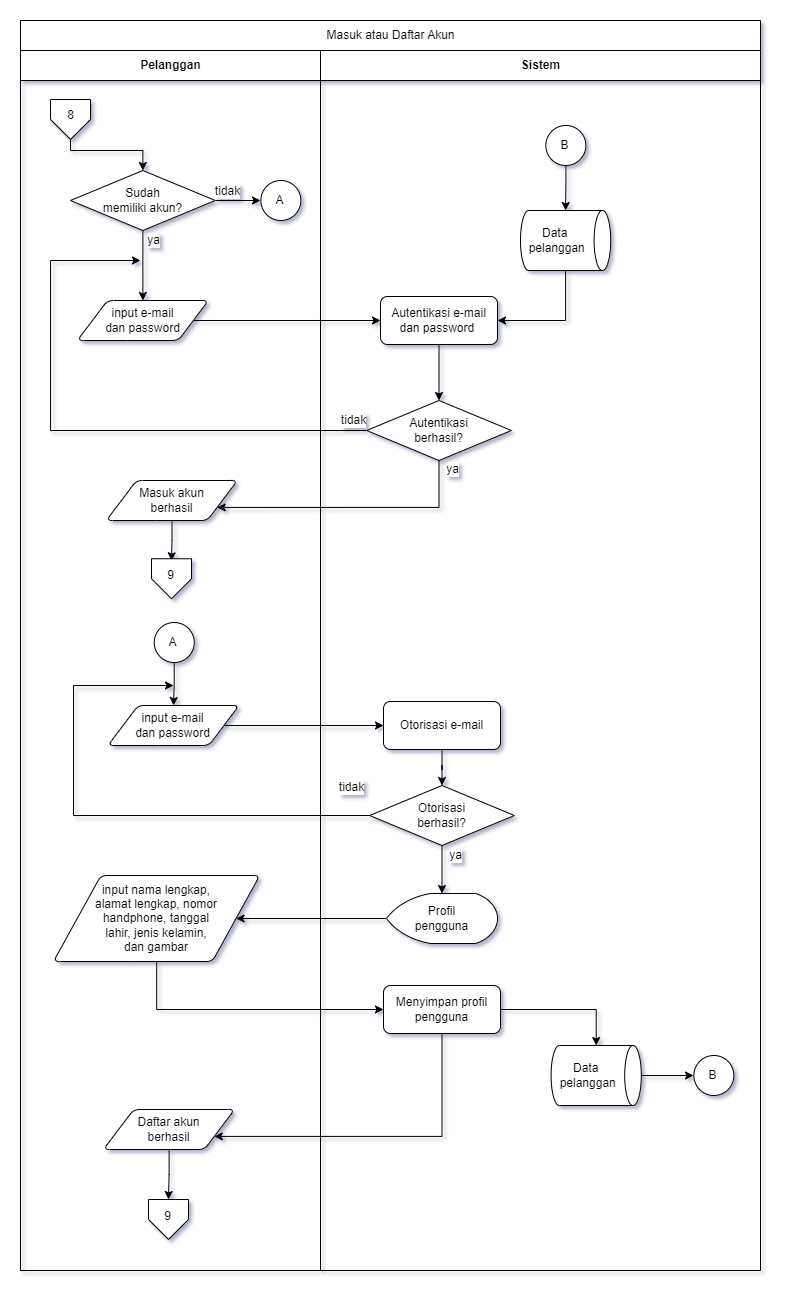 Masuk atau Daftar Akun
Pelanggan
Sistem
8
B
Sudah
memiliki akun?
tidak
A
ya
Data
pelanggan
input e-mail
dan password
Autentikasi e-mail
dan password
tidak
Autentikasi
berhasil?
ya
Masuk akun
berhasil
9
A
input e-mail
dan password
Otorisasi e-mail
tidak
Otorisasi
berhasil?
ya
input nama lengkap,
alamat lengkap, nomor
handphone, tanggal
lahir, jenis kelamin,
dan gambar
Profil
pengguna
Menyimpan profil
pengguna
Data
pelanggan
B
Daftar akun
berhasil
9